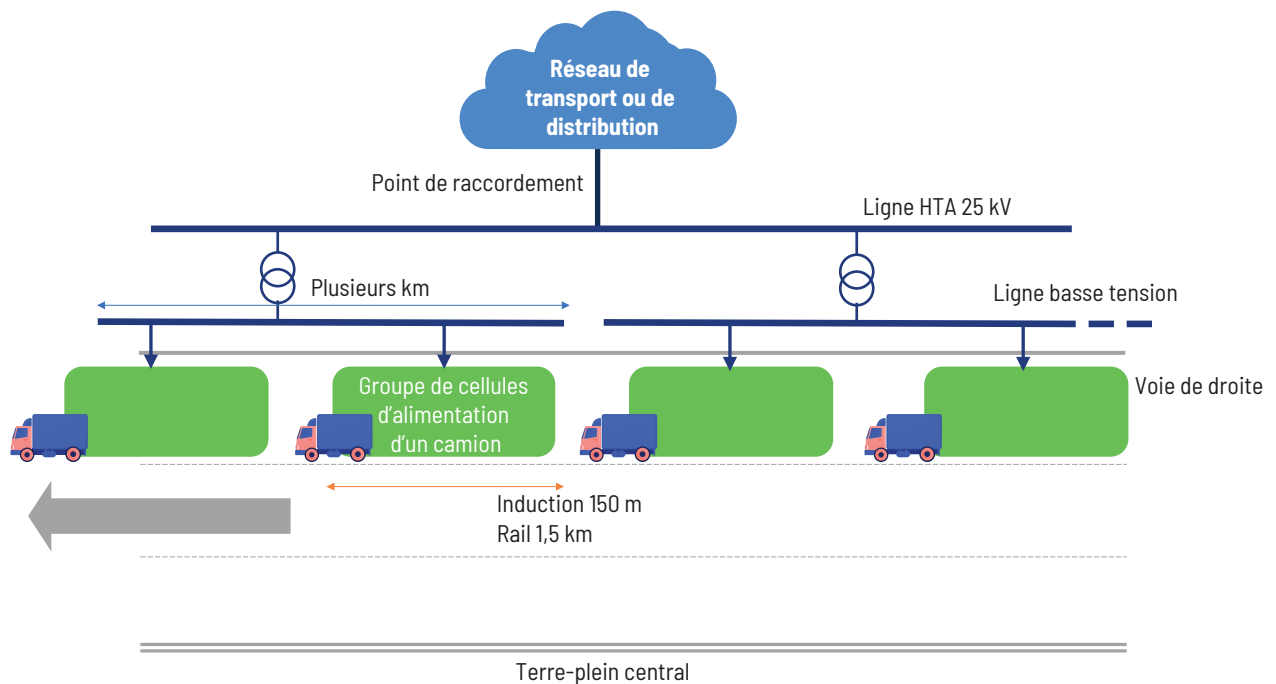 Réseau de
transport ou de
distribution
Point de raccordement
Ligne HTA 25 kV
Plusieurs km
Ligne basse tension
Groupe de cellules
d'alimentation
d'un camion
Voie de droite
Induction 150 m
Rail 1,5 km
Terre-plein central